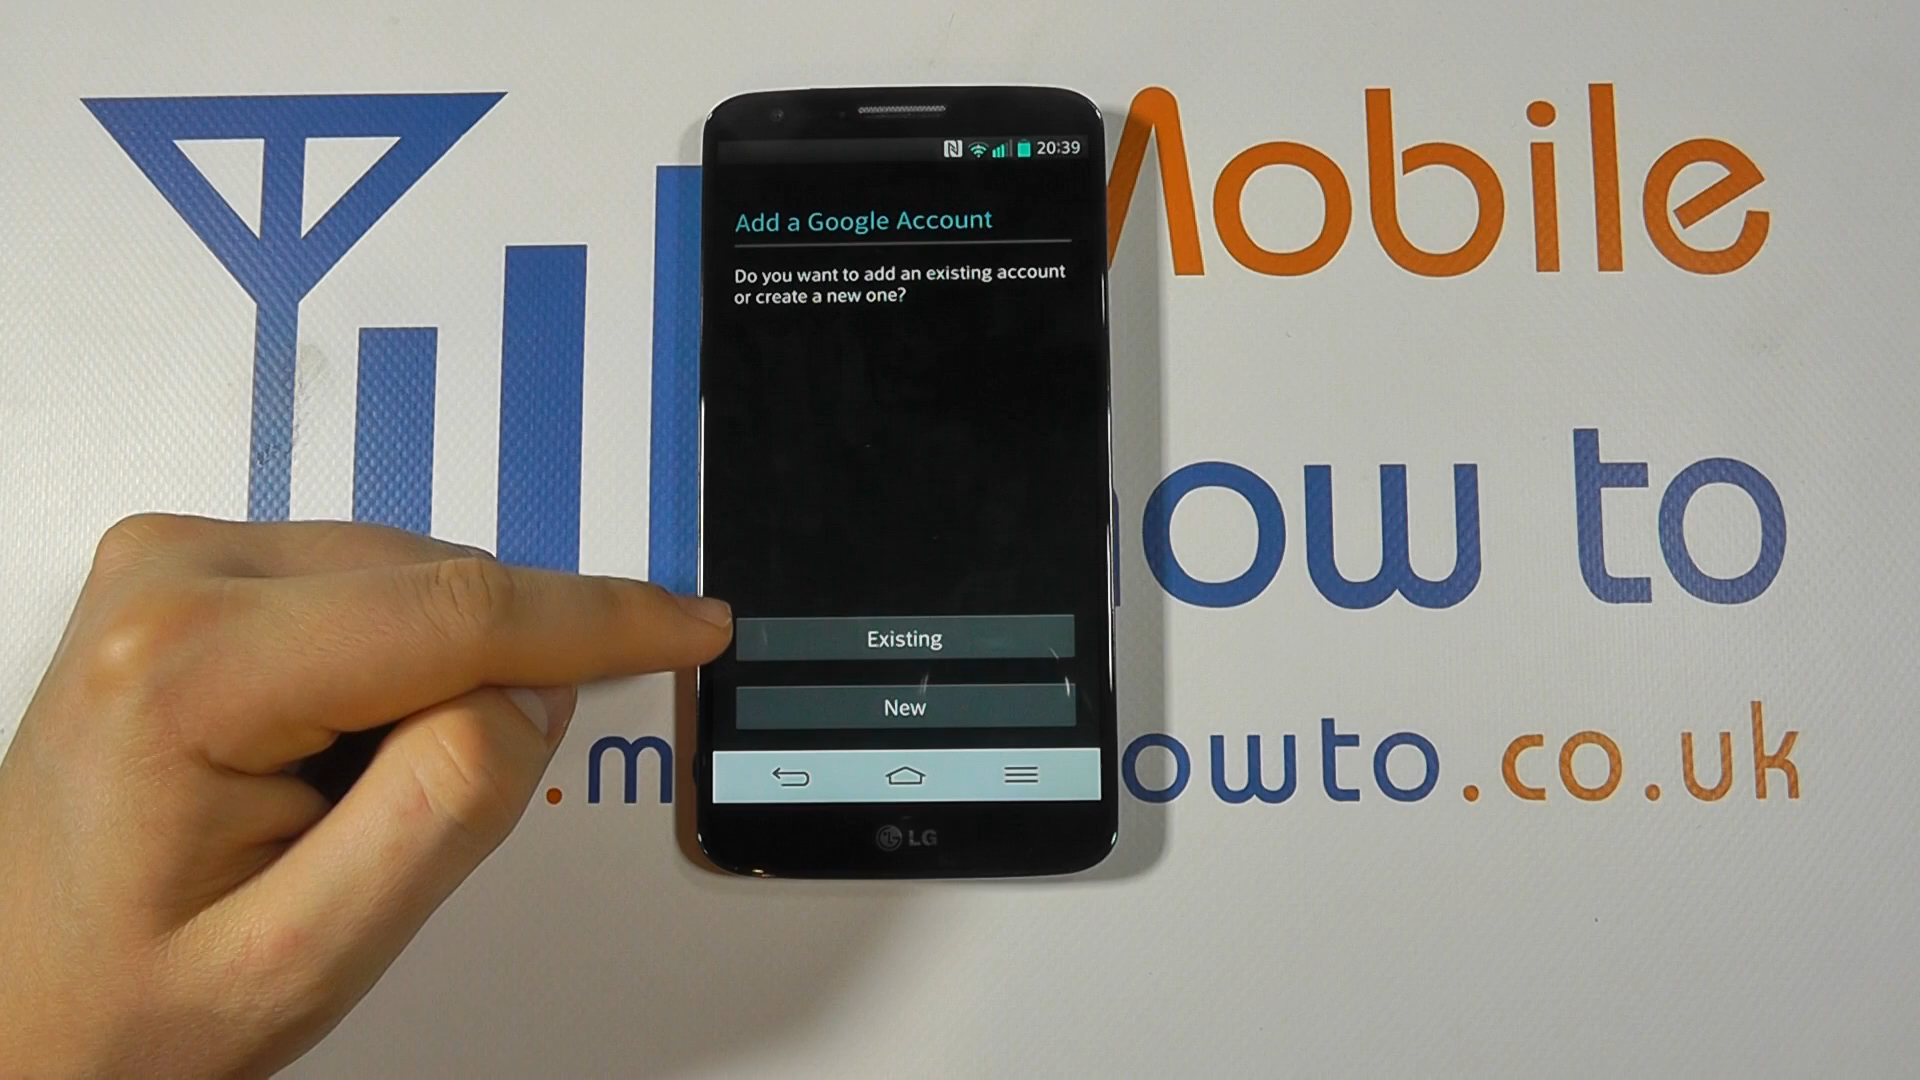 Mobile
20:39
Add a Google Account
Do you want to add an existing account
or create a new one?
ow to
Existing
New
.m owto.co.uk
LG